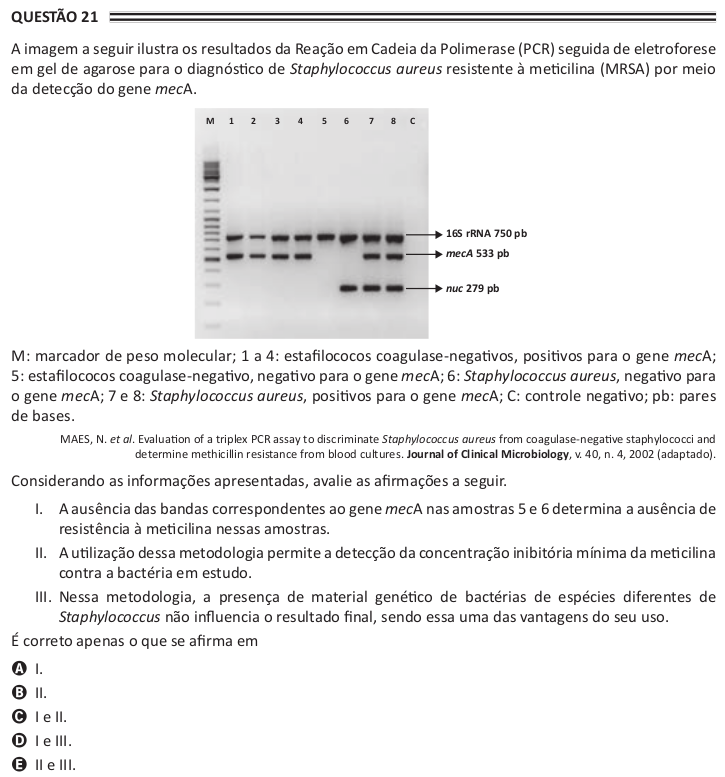 QUESTÃO 21
A imagem a seguir ilustra os resultados da Reação em Cadeia da Polimerase (PCR) seguida de eletroforese
em gel de agarose para o diagnóstico de Staphylococcus aureus resistente à meticilina (MRSA) por meio
da detecção do gene mecA.
M 1 2 3 4 5 6 7 8 C
16S rRNA 750 pb
mecA 533 pb
nuc 279 pb
M: marcador de peso molecular; 1 a 4: estafilococos coagulase-negativos, positivos para o gene mecA;
5: estafilococos coagulase-negativo, negativo para o gene mecA; 6: Staphylococcus aureus, negativo para
o gene mecA; 7 e 8: Staphylococcus aureus, positivos para o gene mecA; C: controle negativo; pb: pares
de bases.
MAES, N. et al. Evaluation of a triplex PCR assay to discriminate Staphylococcus aureus from coagulase-negative staphylococci and
determine methicillin resistance from blood cultures. Journal of Clinical Microbiology, v. 40, n. 4, 2002 (adaptado).
Considerando as informações apresentadas, avalie as afirmações a seguir.
I. A ausência das bandas correspondentes ao gene mecA nas amostras 5 e 6 determina a ausência de
resistência à meticilina nessas amostras.
II. A utilização dessa metodologia permite a detecção da concentração inibitória mínima da meticilina
contra a bactéria em estudo.
III. Nessa metodologia, a presença de material genético de bactérias de espécies diferentes de
Staphylococcus não influencia o resultado final, sendo essa uma das vantagens do seu uso.
É correto apenas o que se afirma em
A I.
B II.
C I e II.
D I e III.
E II e III.